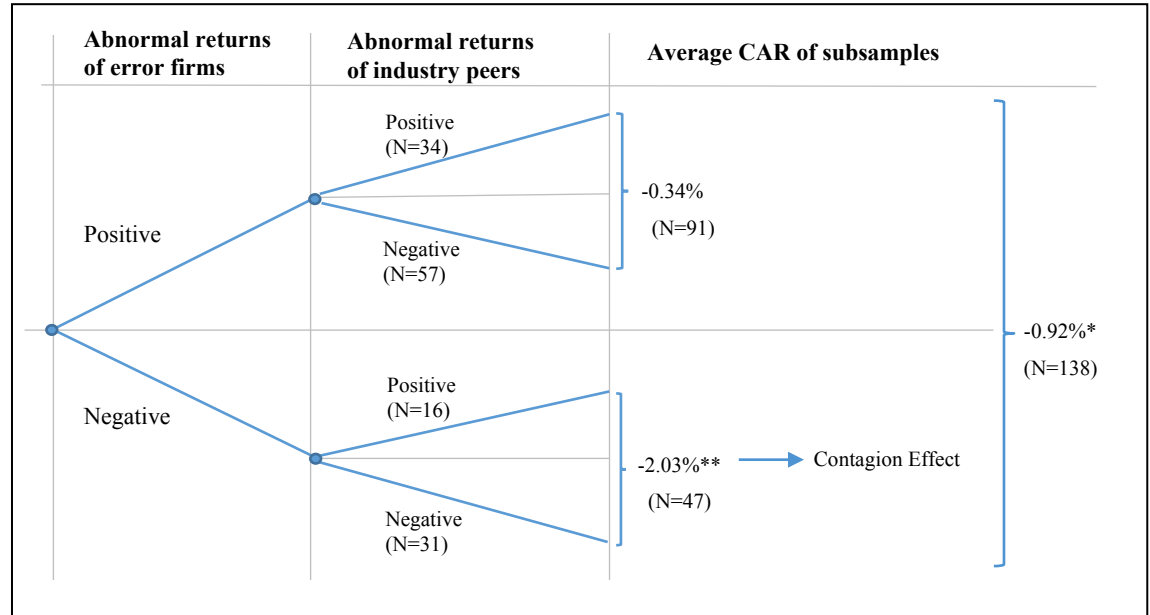 Abnormal returns
of error firms
Abnormal returns
of industry peers
Average CAR of subsamples
Positive
(N=34)
-0.34%
(N=91)
Positive
Negative
(N=57)
-0.92%*
(N=138)
Positive
(N=16)
Negative
-2.03%**
Contagion Effect
(N=47)
Negative
(N=31)